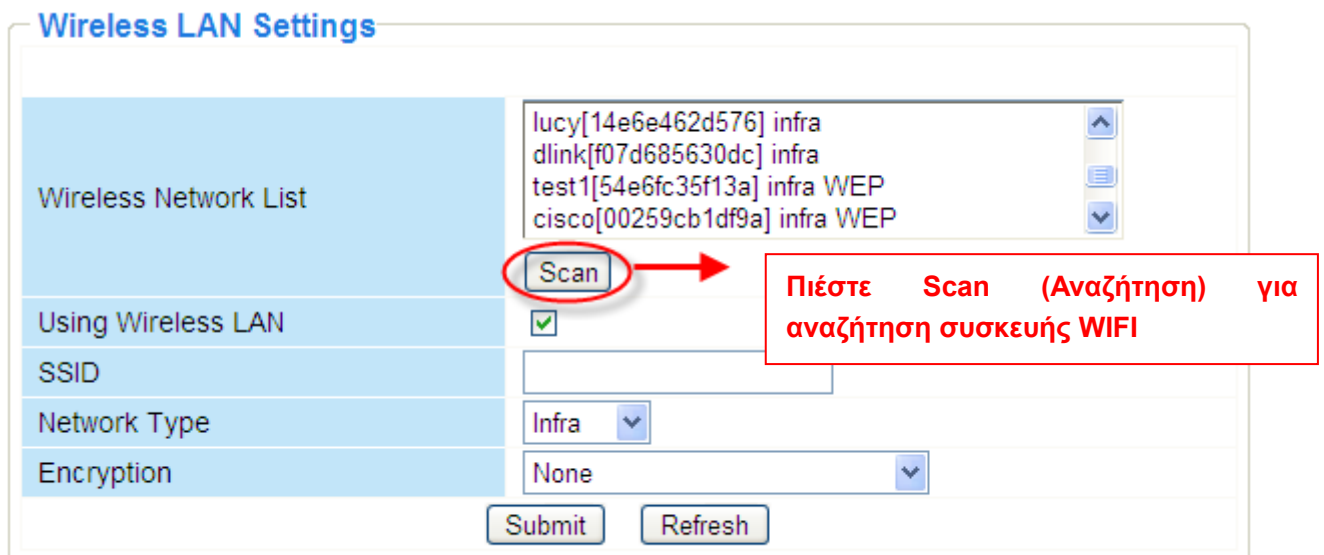 Wireless LAN Settings
Wireless Network List
lucy[14e6e462d576] infra
dlink[f07d685630dc] infra
test1[54e6fc35f13a] infra WEP
cisco[00259cb1df9a] infra WEP
Scan
Πιέστε Scan (Αναζήτηση) για
αναζήτηση συσκευής WIFI
Using Wireless LAN
SSID
Network Type
Infra
Encryption
None
Submit Refresh